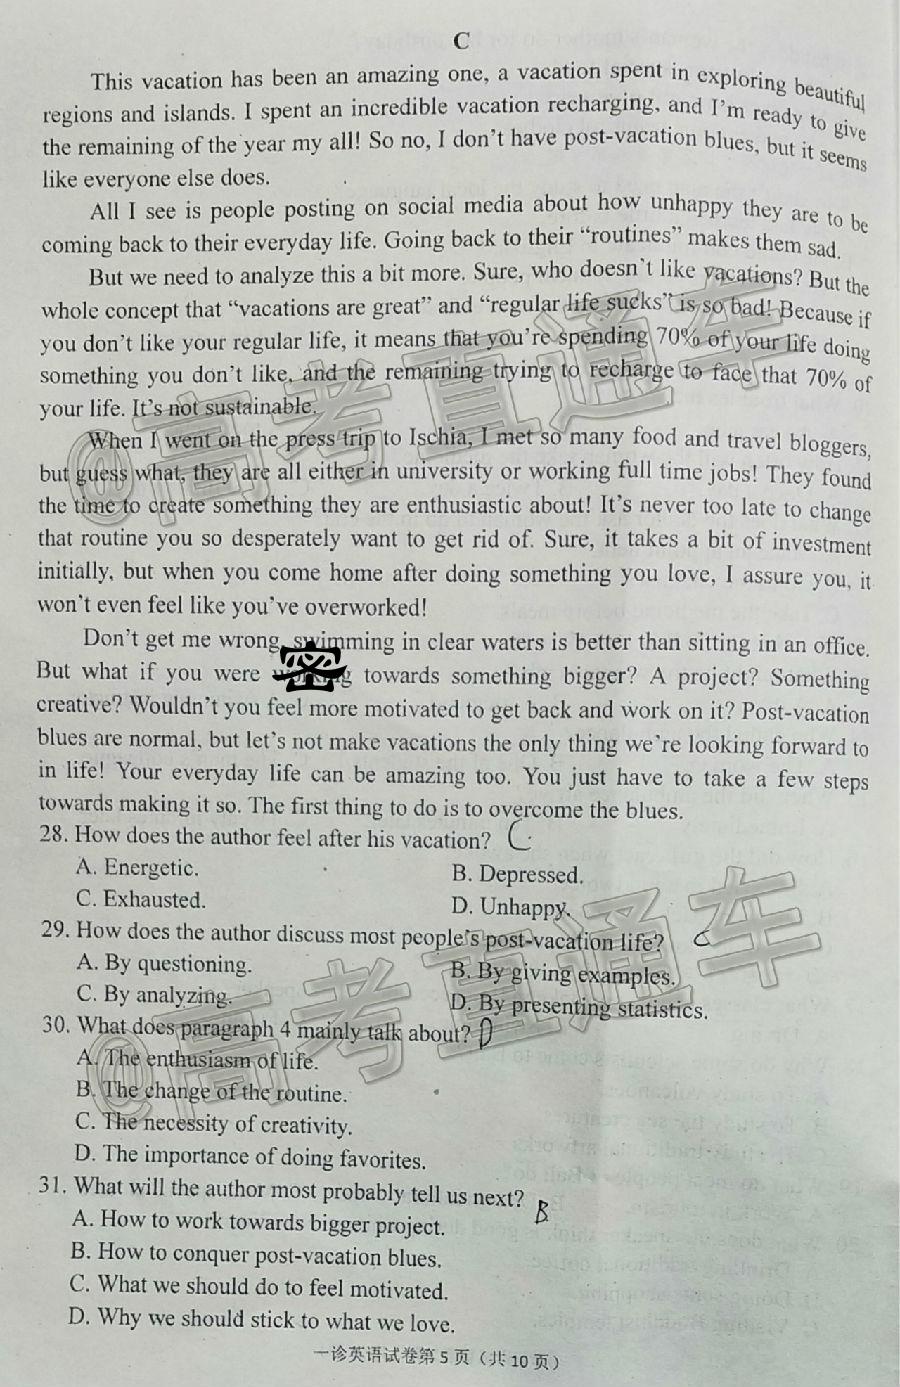 C
This vacation has been an amazing one, a vacation spent in exploring beautiful
regions and islands. I spent an incredible vacation recharging, and I'm ready to give
the remaining of the year my all! So no, I don't have post-vacation blues, but it seems
like everyone else does.
All I see is people posting on social media about how unhappy they are to be
coming back to their everyday life. Going back to their “routines” makes them sad.
But we need to analyze this a bit more. Sure, who doesn't like vacations? But the
whole concept that “vacations are great” and “regular life sucks” is so bad! Because if
you don't like your regular life, it means that you're spending 70% of your life doing
something you don't like, and the remaining trying to recharge to face that 70% of
your life. It's not sustainable.
When I went on the press trip to Ischia, I met so many food and travel bloggers,
but guess what, they are all either in university or working full time jobs! They found
the time to create something they are enthusiastic about! It's never too late to change
that routine you so desperately want to get rid of. Sure, it takes a bit of investment
initially, but when you come home after doing something you love, I assure you, it
won't even feel like you've overworked!
Don't get me wrong, swimming in clear waters is better than sitting in an office.
But what if you were working towards something bigger? A project? Something
密
creative? Wouldn't you feel more motivated to get back and work on it? Post-vacation
blues are normal, but let's not make vacations the only thing we're looking forward to
in life! Your everyday life can be amazing too. You just have to take a few steps
towards making it so. The first thing to do is to overcome the blues.
28. How does the author feel after his vacation? C
A. Energetic. B. Depressed.
C. Exhausted. D. Unhappy.
29. How does the author discuss most people's post-vacation life? C
A. By questioning. B. By giving examples.
C. By analyzing. D. By presenting statistics.
30. What does paragraph 4 mainly talk about? D
A. The enthusiasm of life.
B. The change of the routine.
C. The necessity of creativity.
D. The importance of doing favorites.
31. What will the author most probably tell us next? B
A. How to work towards bigger project.
B. How to conquer post-vacation blues.
C. What we should do to feel motivated.
D. Why we should stick to what we love.
一诊英语试卷第 5 页（共 10 页）
@高考直通车
@高考直通车